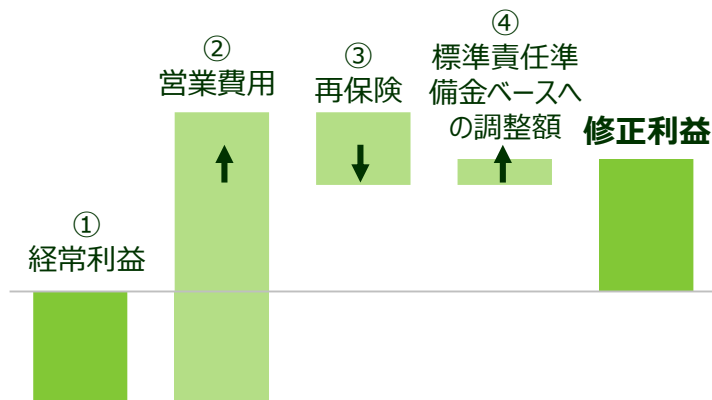 ①
経常利益
②
営業費用
③
再保険
④
標準責任準
備金ベースへ
の調整額
修正利益